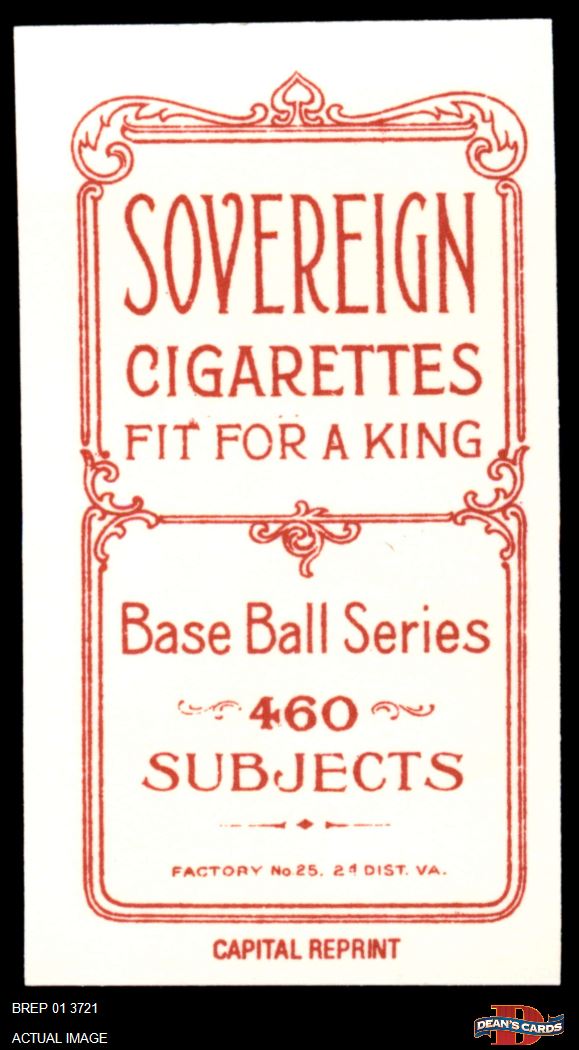 SOVEREIGN
CIGARETTES
FIT FOR A KING
Base Ball Series
460
SUBJECTS
FACTORY No. 25. 2d DIST. VA.
CAPITAL REPRINT
BREP 01 3721
ACTUAL IMAGE
D
DEAN'S CARDS